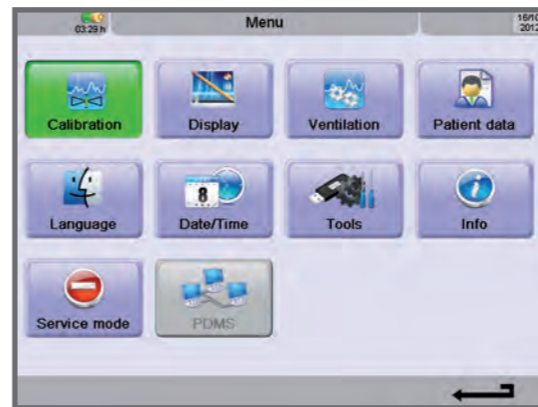 03:29 h
Menu
16/10
2012
Calibration
Display
Ventilation
Patient data
Language
8
Date/Time
Tools
Info
Service mode
PDMS